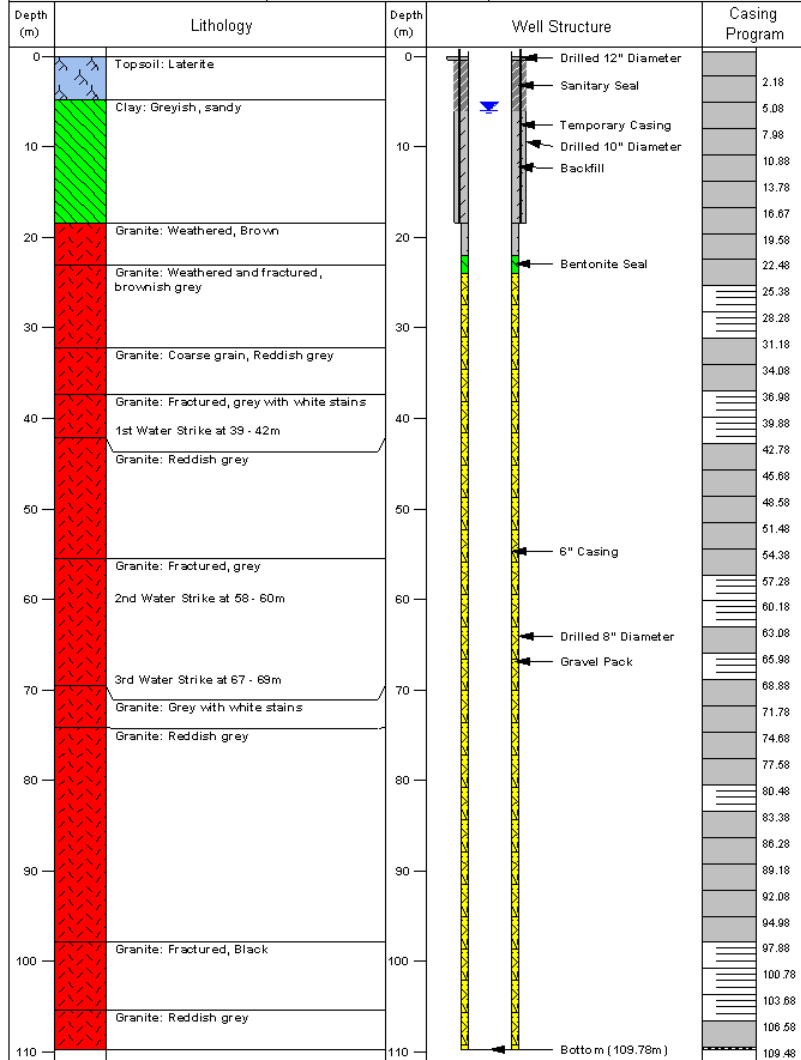 Depth
(m)
Lithology
Depth
(m)
Well Structure
Casing
Program
0
10
20
30
40
50
60
70
80
90
100
110
Topsoil: Laterite
Clay: Greyish, sandy
Granite: Weathered, Brown
Granite: Weathered and fractured,
brownish grey
Granite: Coarse grain, Reddish grey
Granite: Fractured, grey with white stains
1st Water Strike at 39 - 42m
Granite: Reddish grey
Granite: Fractured, grey
2nd Water Strike at 58 - 60m
3rd Water Strike at 67 - 69m
Granite: Grey with white stains
Granite: Reddish grey
Granite: Fractured, Black
Granite: Reddish grey
0
10
20
30
40
50
60
70
80
90
100
110
Drilled 12" Diameter
Sanitary Seal
Temporary Casing
Drilled 10" Diameter
Backfill
Bentonite Seal
6" Casing
Drilled 8" Diameter
Gravel Pack
Bottom (109.78m)
2.18
5.08
7.98
10.88
13.78
16.67
19.58
22.48
25.38
28.28
31.18
34.08
36.98
39.88
42.78
45.68
48.58
51.48
54.38
57.28
60.18
63.08
65.98
68.88
71.78
74.68
77.58
80.48
83.38
86.28
89.18
92.08
94.98
97.88
100.78
103.68
106.58
109.48